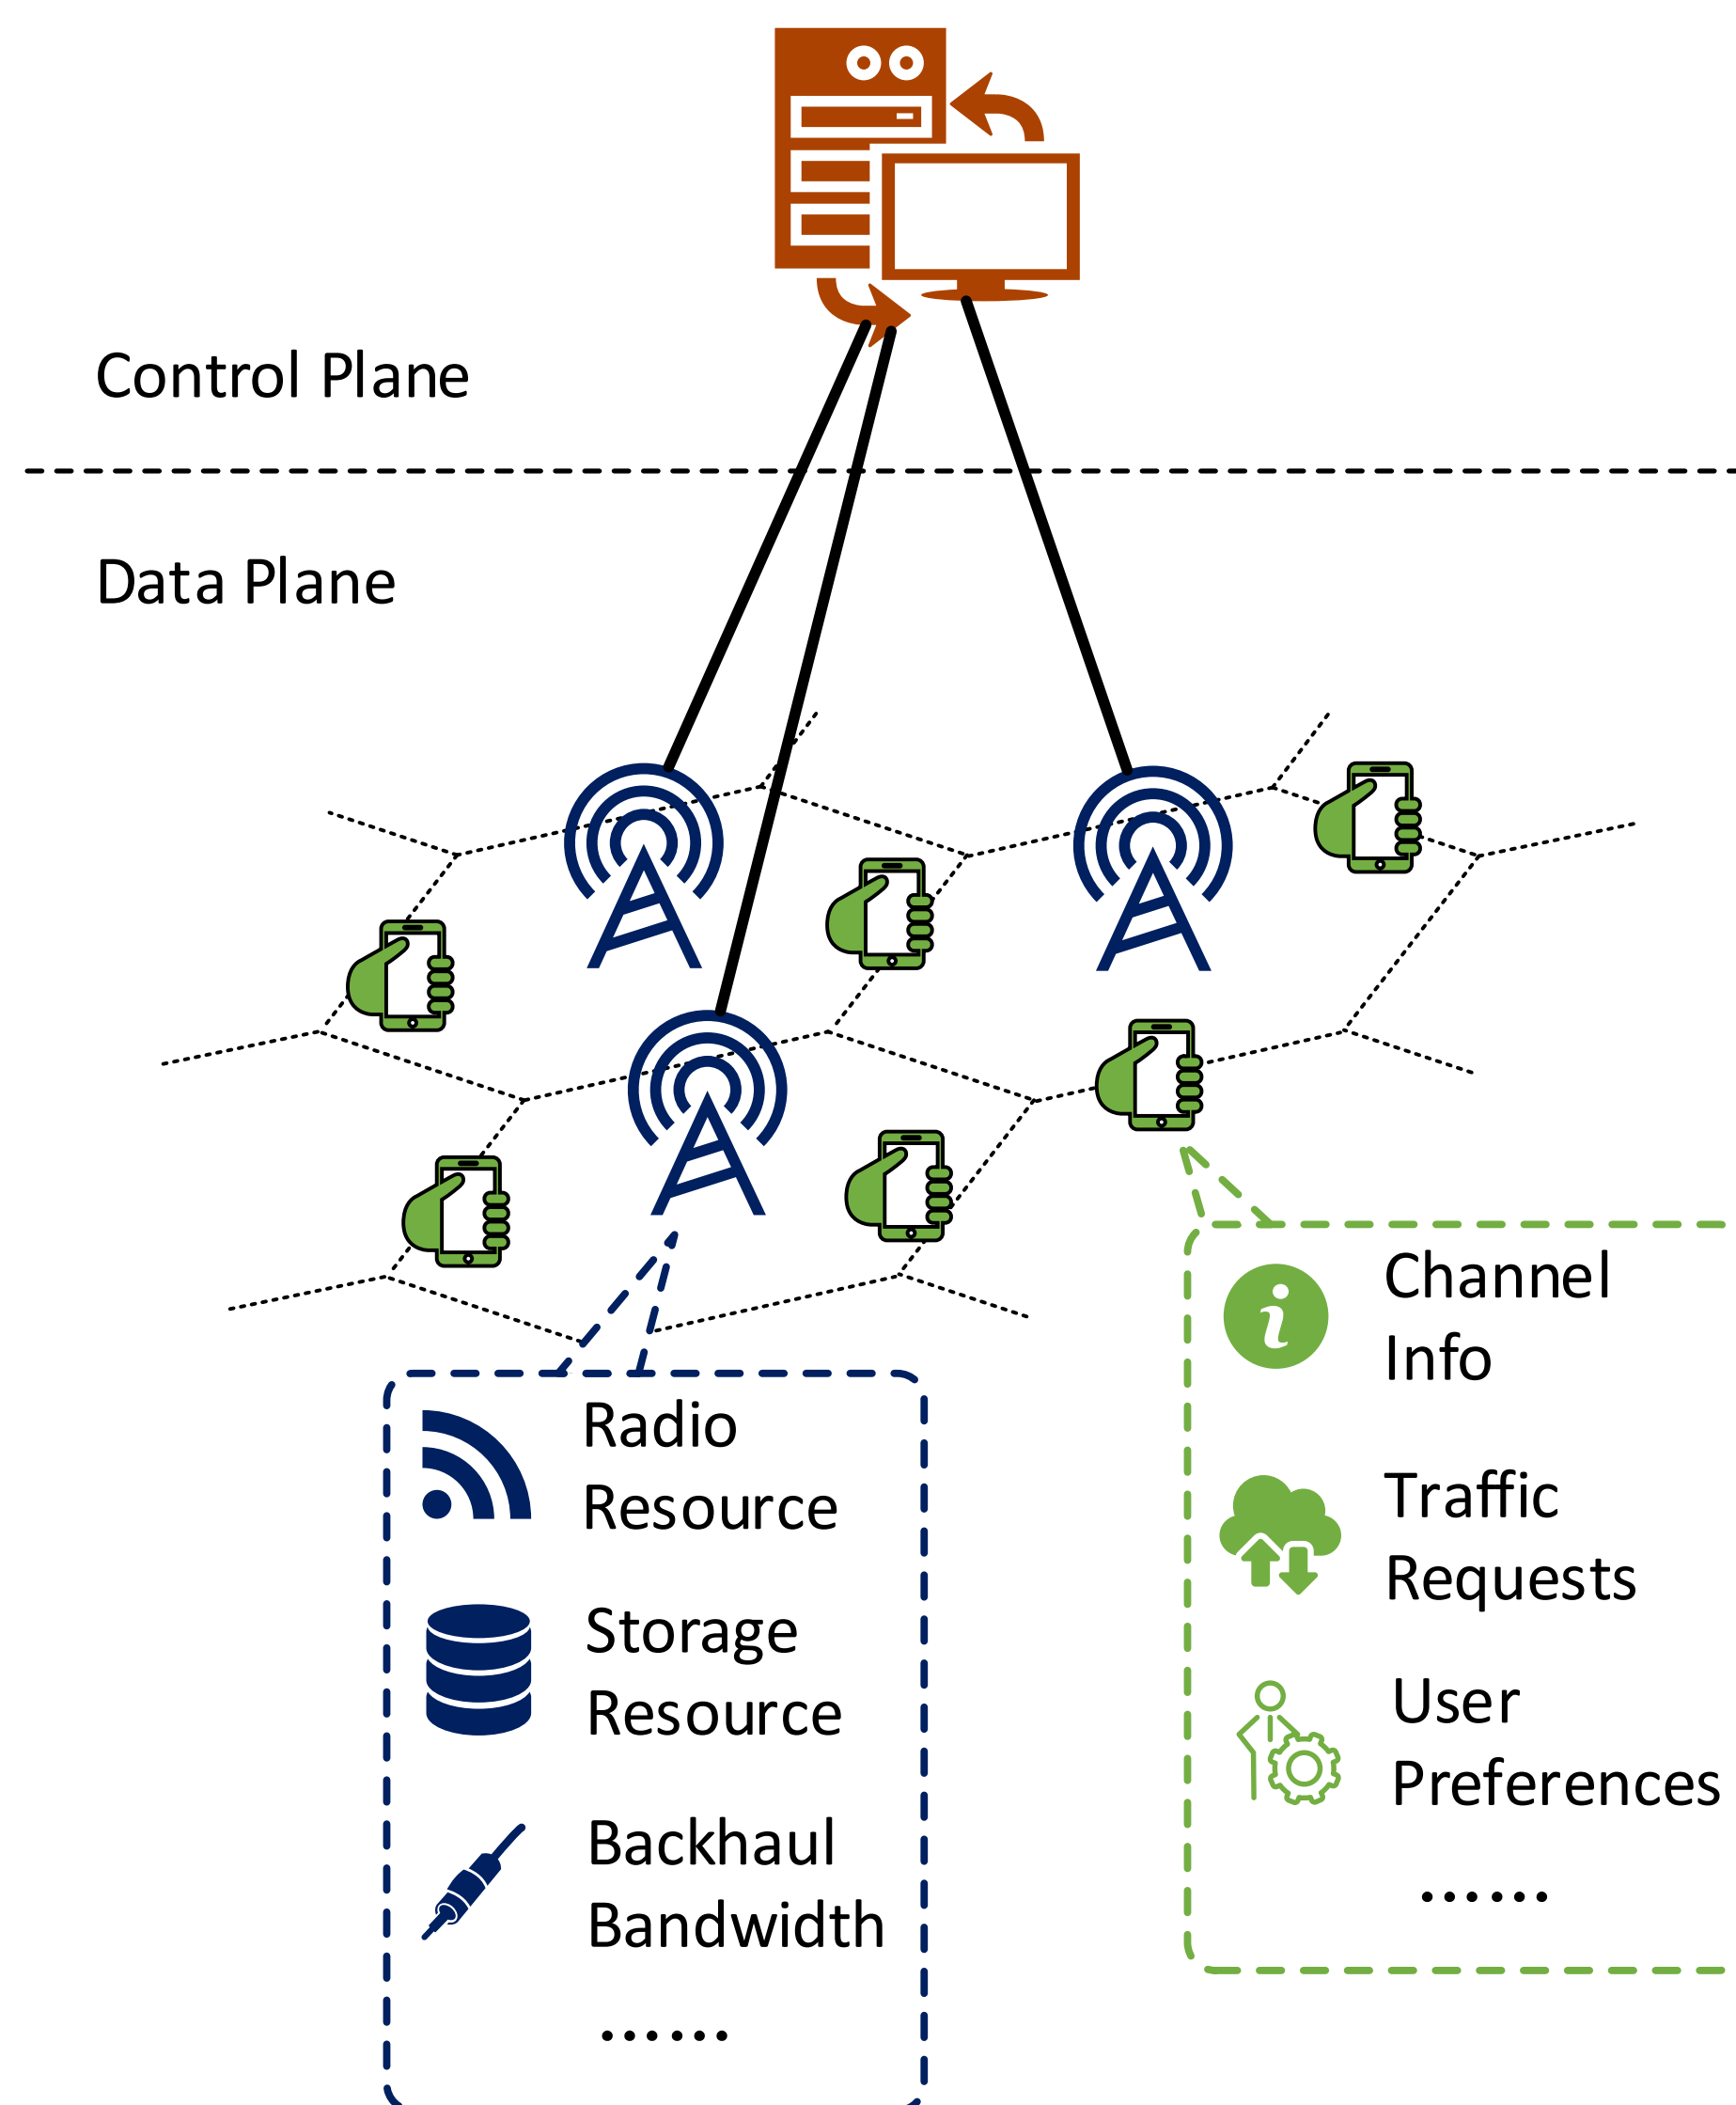 Control Plane
Data Plane
Radio
Resource
Storage
Resource
Backhaul
Bandwidth
......
Channel
Info
Traffic
Requests
User
Preferences
......